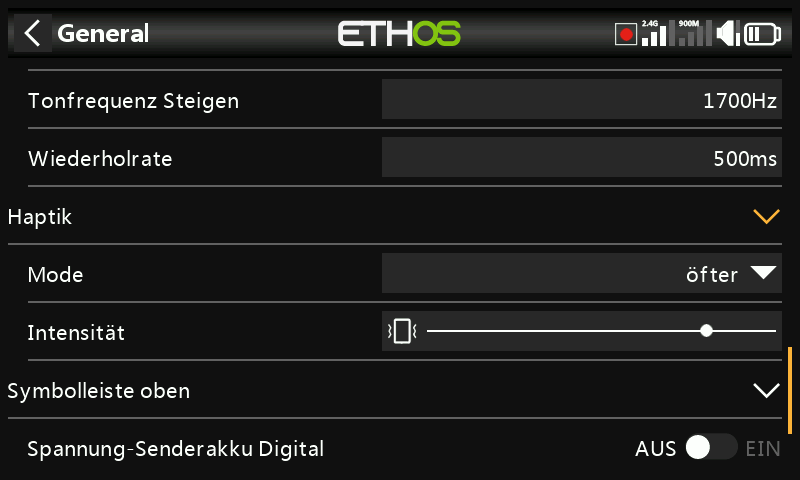 General
ETHOS
2.4G
900M
Tonfrequenz Steigen
1700Hz
Wiederholrate
500ms
Haptik
Mode
öfter
Intensität
Symbolleiste oben
Spannung-Senderakku Digital
AUS
EIN